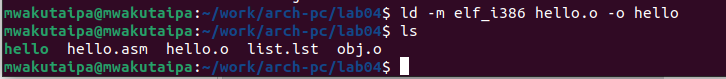 mwakutaipa@mwakutaipa:~/work/arch-pc/lab04$ ld -m elf_i386 hello.o -o hello
mwakutaipa@mwakutaipa:~/work/arch-pc/lab04$ ls
hello  hello.asm  hello.o  list.lst  obj.o
mwakutaipa@mwakutaipa:~/work/arch-pc/lab04$